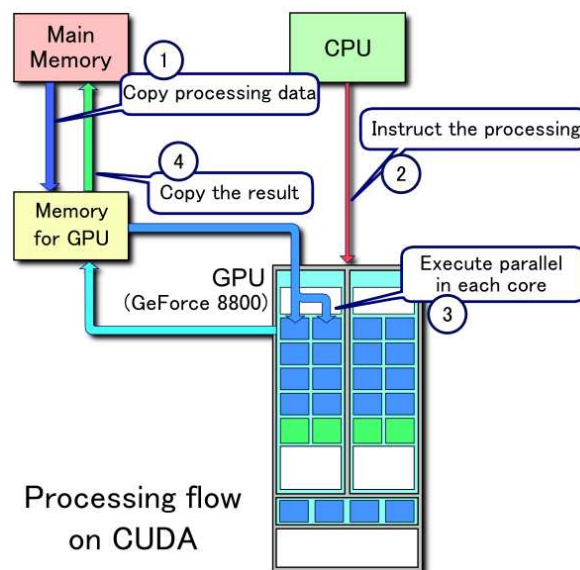 Main
Memory
CPU
1
Copy processing data
Instruct the processing
2
4
Copy the result
Memory
for GPU
GPU
(GeForce 8800)
Execute parallel
in each core
3
Processing flow
on CUDA